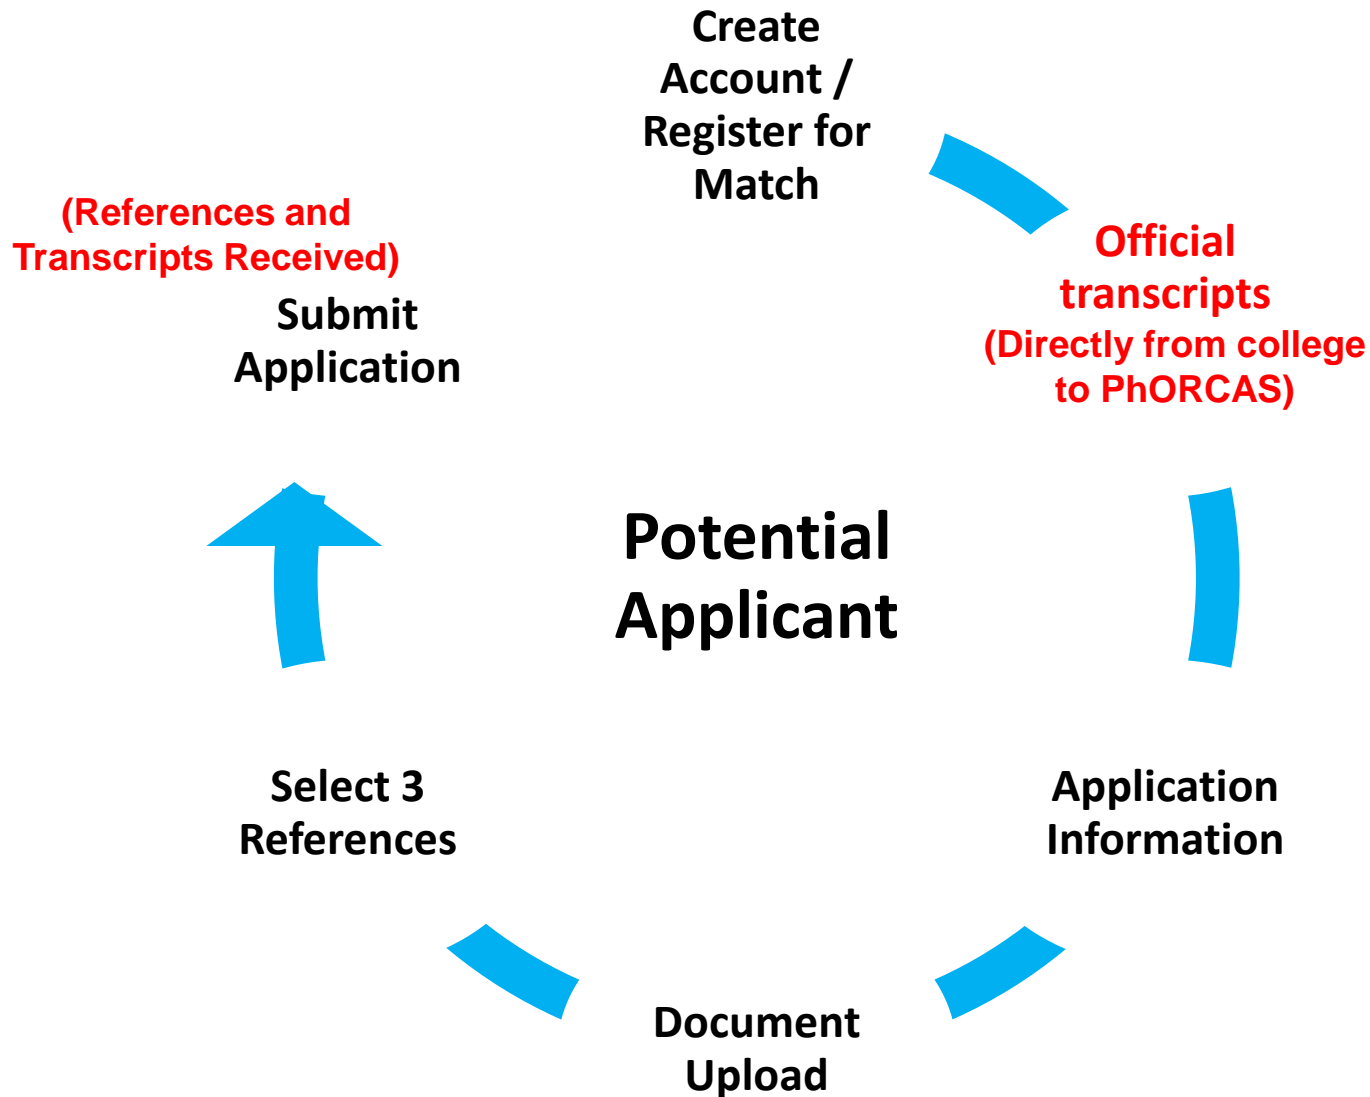 Create
Account /
Register for
Match
Official
transcripts
(Directly from college
to PhORCAS)
Application
Information
Document
Upload
Select 3
References
(References and
Transcripts Received)
Submit
Application
Potential
Applicant